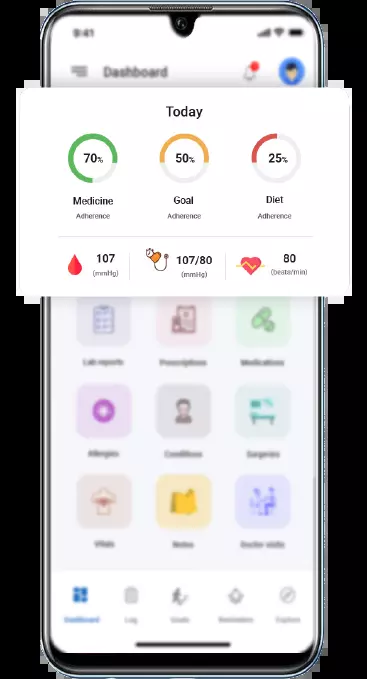 9:41
Dashboard
Today
70% 50% 25%
Medicine Goal Diet
Adherence Adherence Adherence
107 107/80 80
(mmHg) (mmHg) (beats/min)
Lab reports Prescriptions Medications
Allergies Conditions Surgeries
Vitals Notes Doctor visits
Dashboard Log Goals Reminders Explore